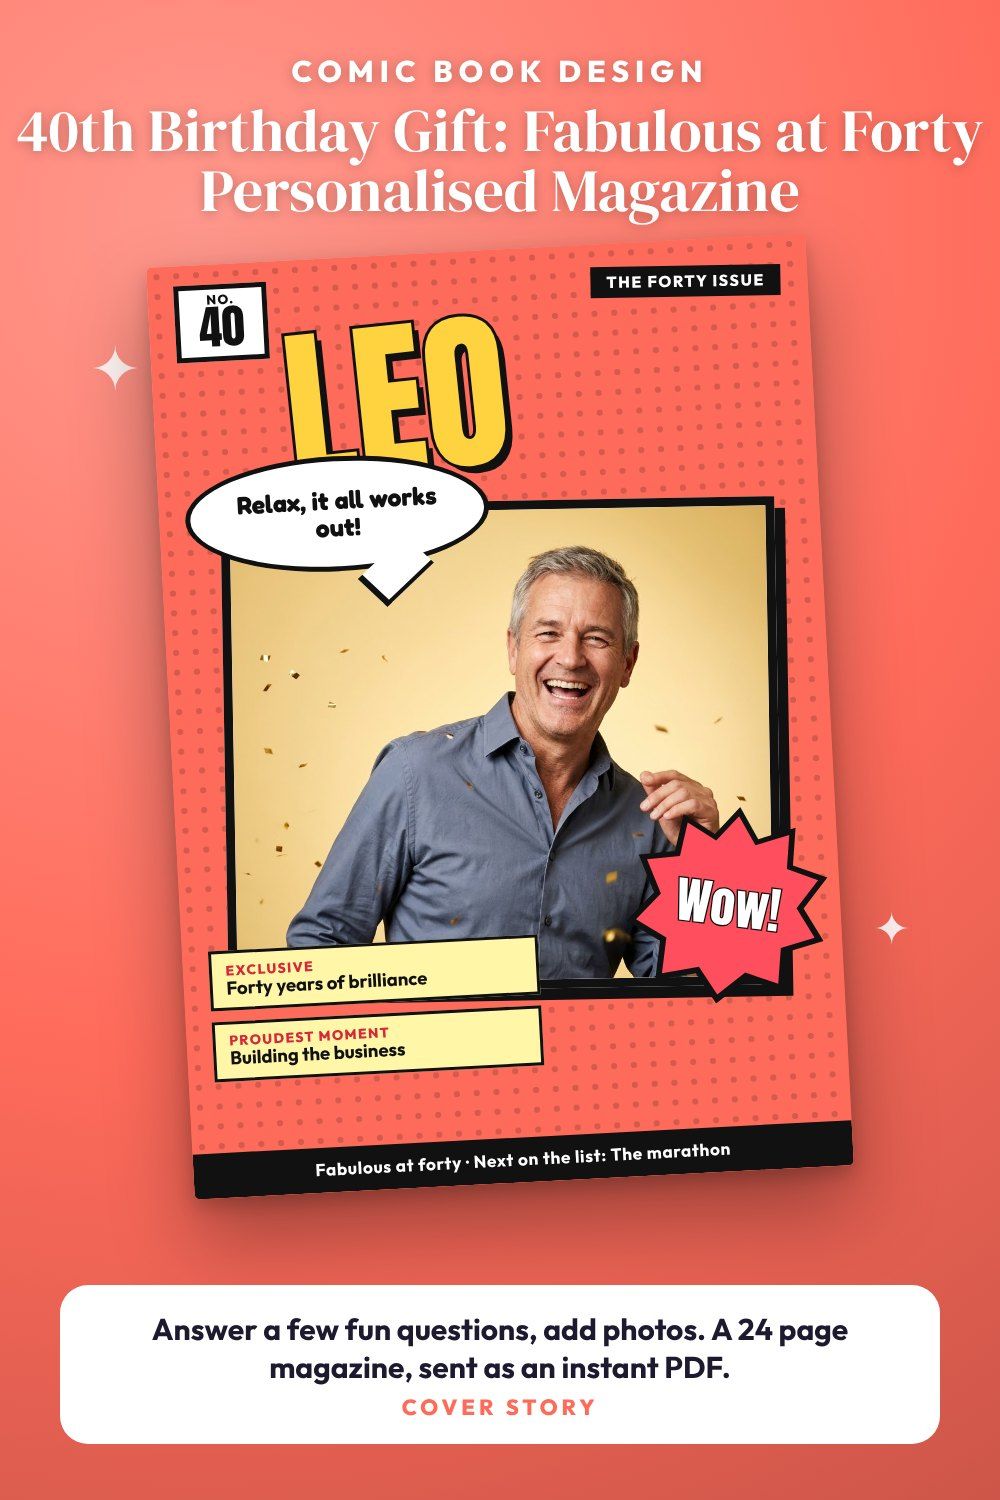 COMIC BOOK DESIGN
40th Birthday Gift: Fabulous at Forty
Personalised Magazine
NO.
40
THE FORTY ISSUE
LEO
Relax, it all works
out!
Wow!
EXCLUSIVE
Forty years of brilliance
PROUDEST MOMENT
Building the business
Fabulous at forty · Next on the list: The marathon
Answer a few fun questions, add photos. A 24 page
magazine, sent as an instant PDF.
COVER STORY